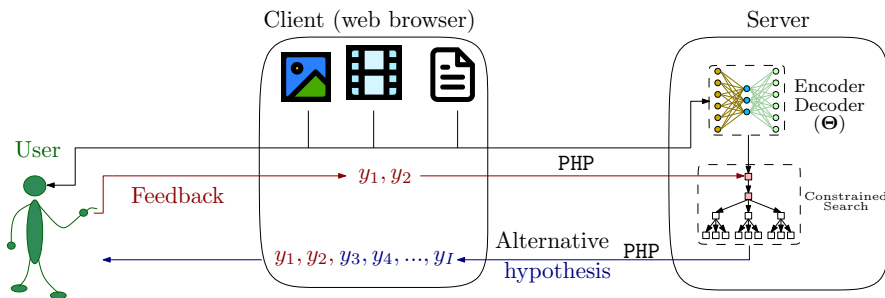 Client (web browser)
Server
Encoder
Decoder
(Θ)
User
Feedback
y₁, y₂
PHP
Constrained
Search
y₁, y₂, y₃, y₄, ..., y_I
Alternative
hypothesis
PHP